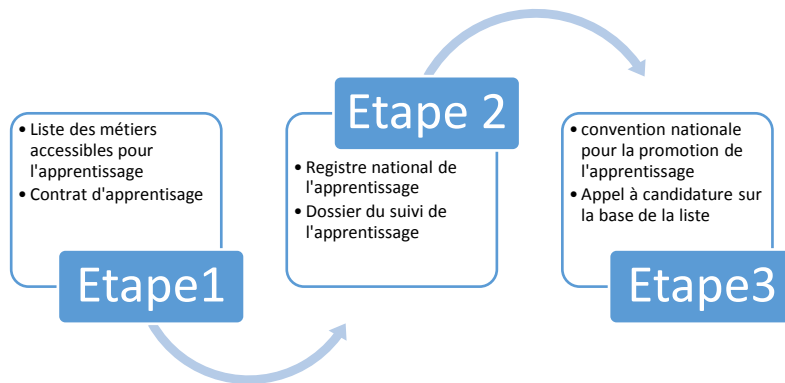 • Liste des métiers
accessibles pour
l'apprentissage
• Contrat d'apprentisage
Etape1
Etape 2
• Registre national de
l'apprentissage
• Dossier du suivi de
l'apprentissage
• convention nationale
pour la promotion de
l'apprentissage
• Appel à candidature sur
la base de la liste
Etape3